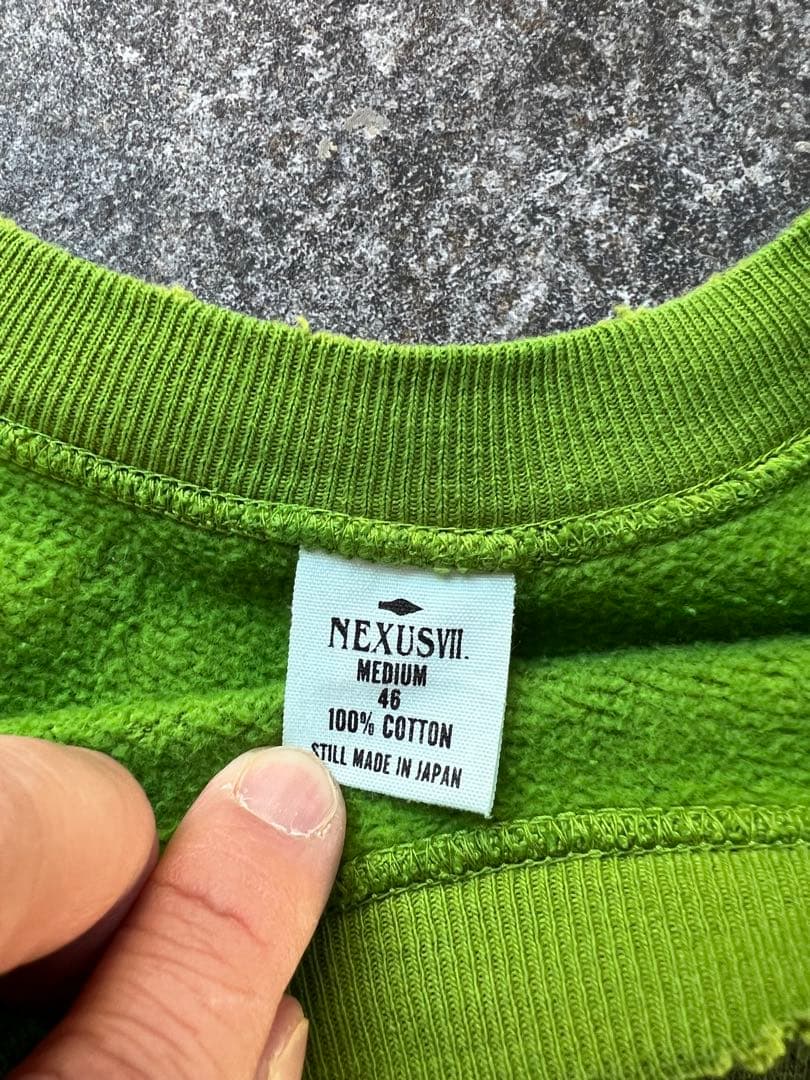 NEXUSVII.
MEDIUM
46
100% COTTON
STILL MADE IN JAPAN